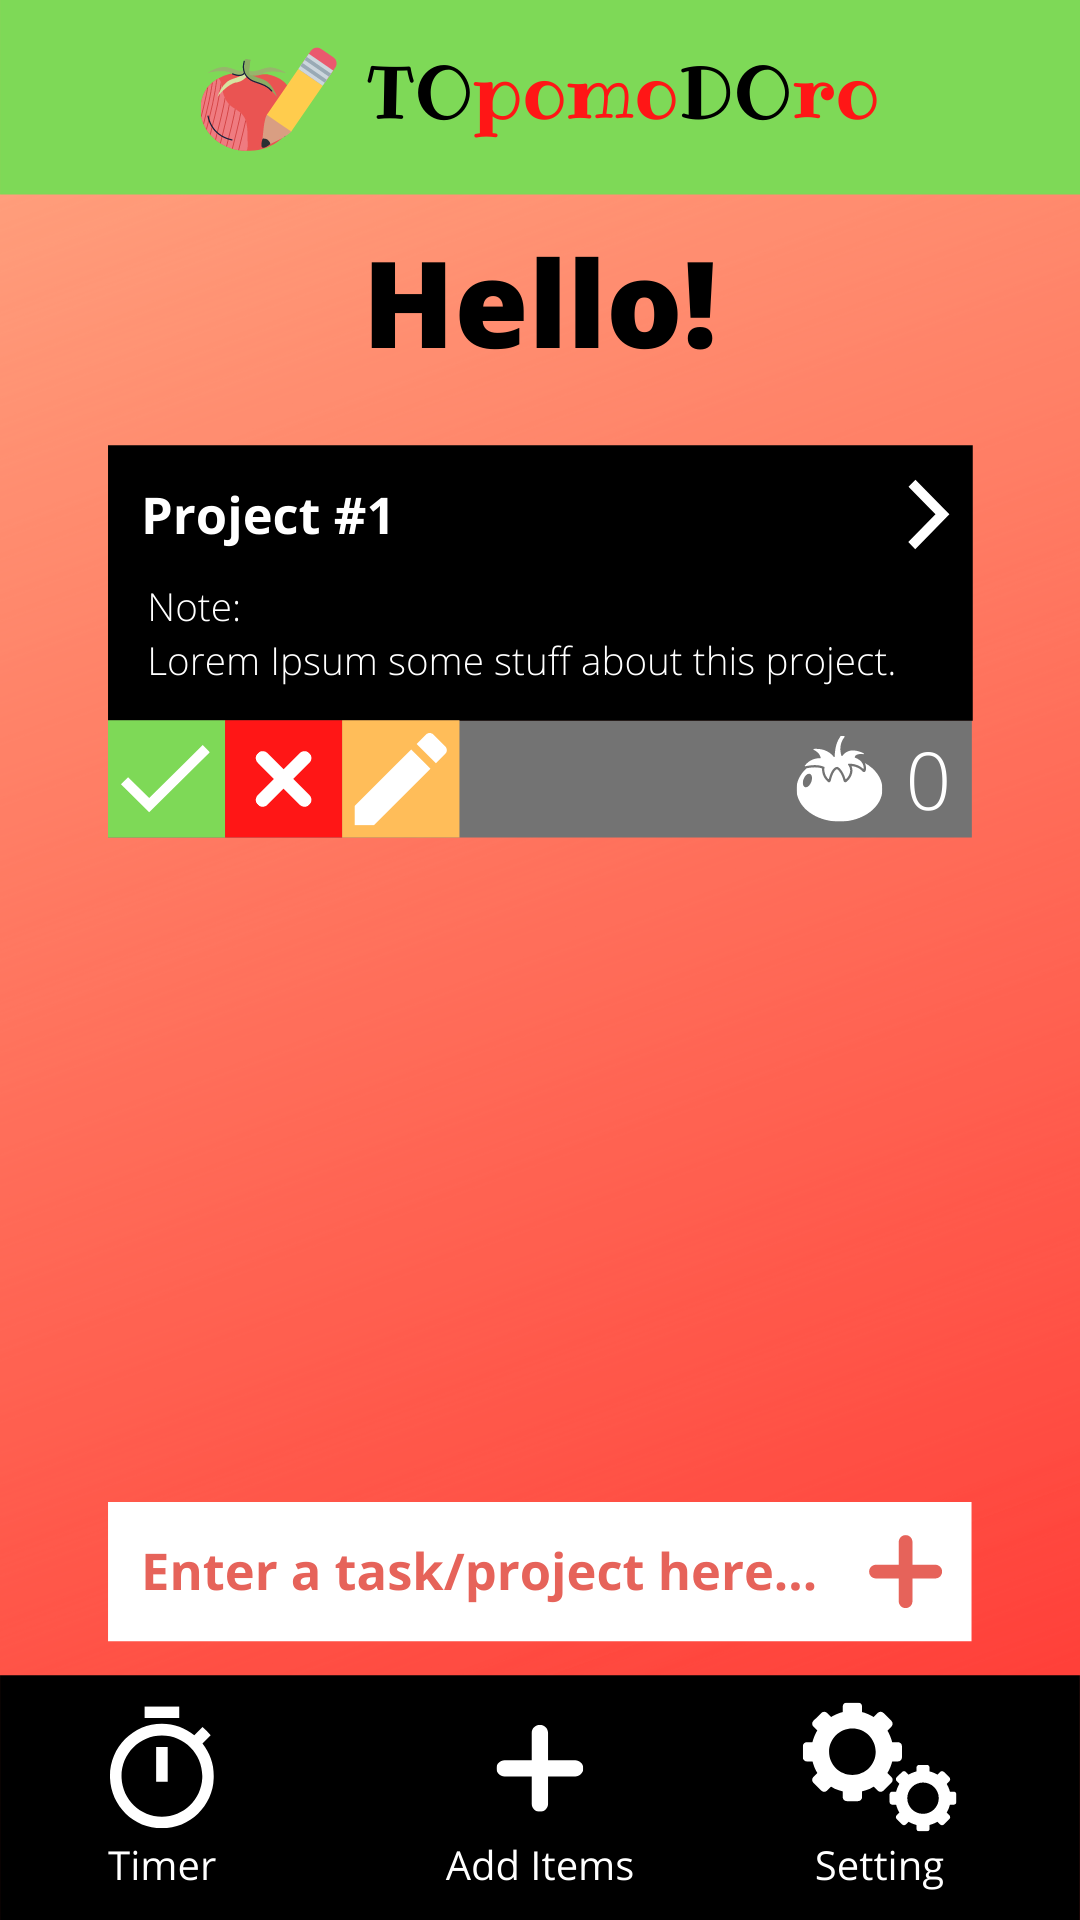 TOpomoDOro
Hello!
Project #1
Note:
Lorem Ipsum some stuff about this project.
0
Enter a task/project here...
Timer
Add Items
Setting